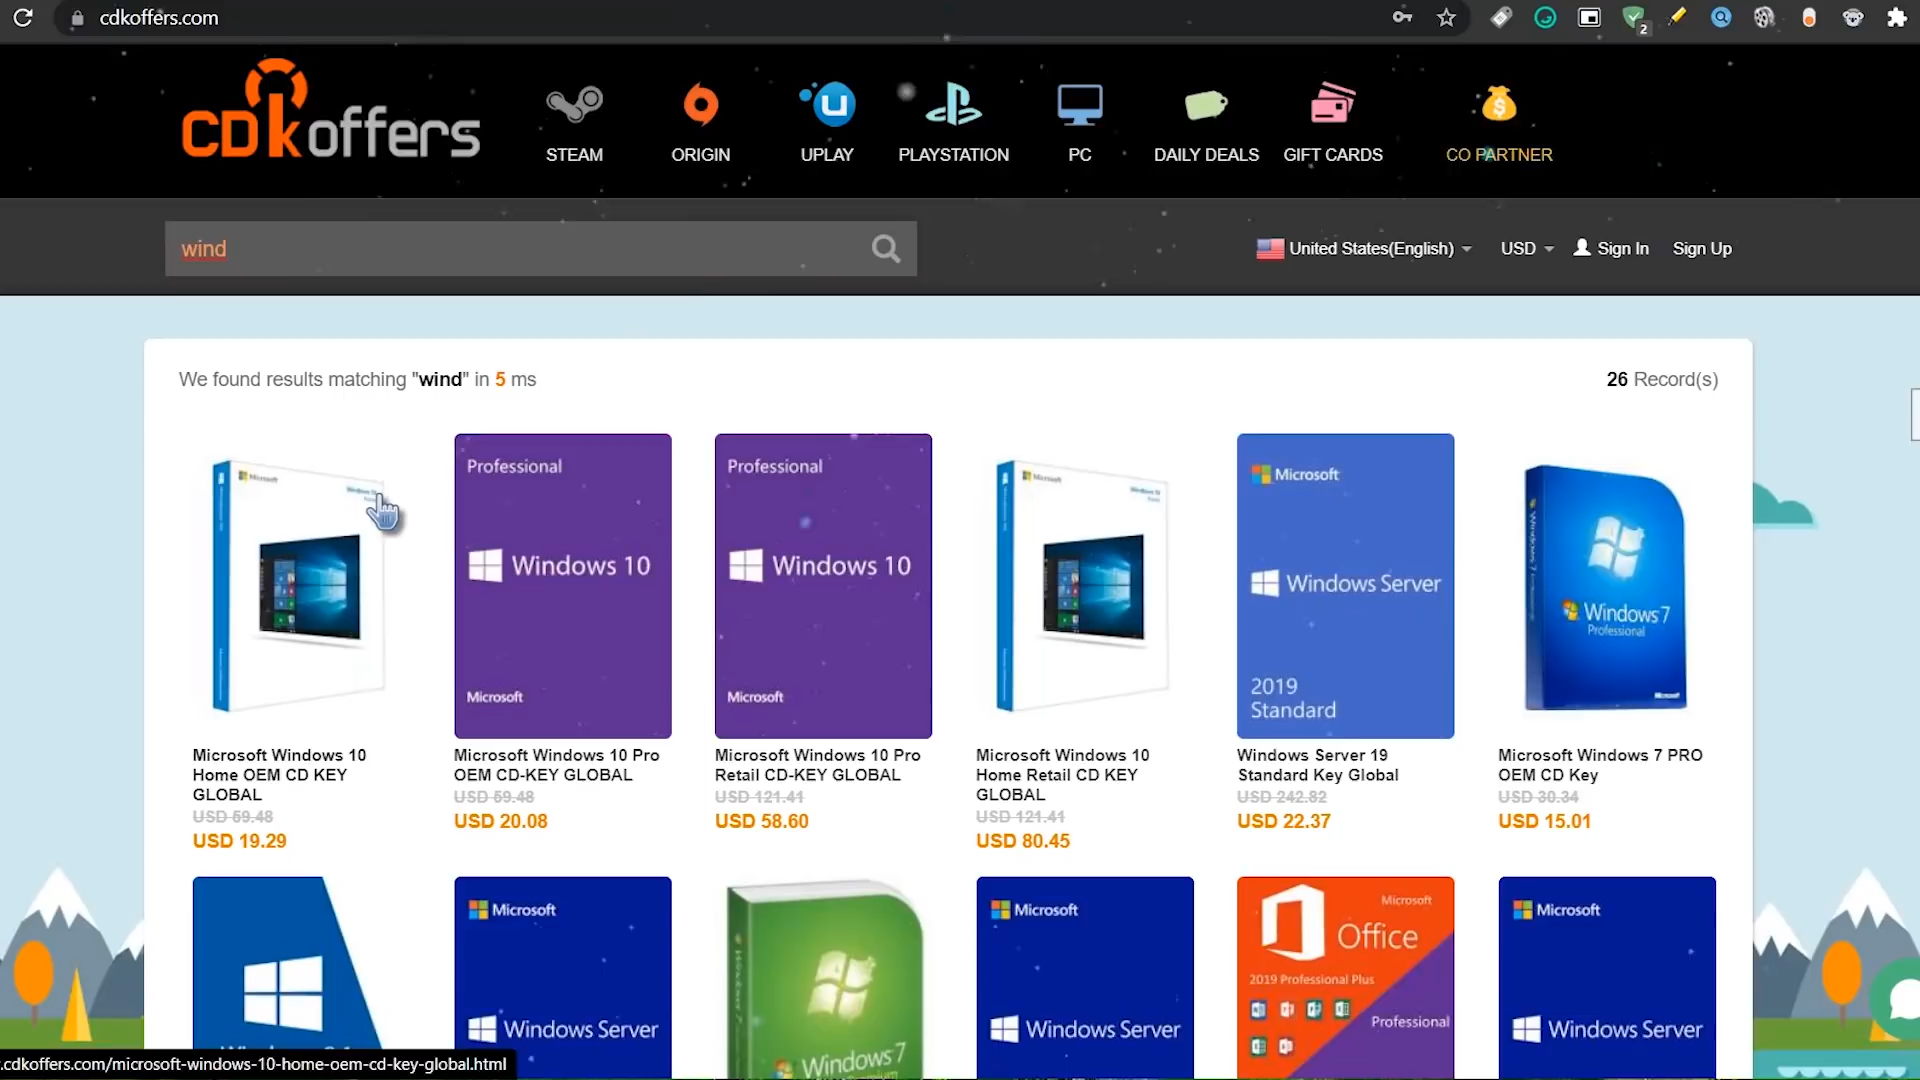 cdkoffers.com
2
CDkoffers
STEAM
ORIGIN
UPLAY
PLAYSTATION
PC
DAILY DEALS
GIFT CARDS
CO PARTNER
wind
United States(English)
USD
Sign In
Sign Up
We found results matching "wind" in 5 ms
26 Record(s)
Microsoft
Professional
Windows 10
Microsoft
Professional
Windows 10
Microsoft
Microsoft
Microsoft
Windows Server
2019
Standard
Windows 7
Professional
Microsoft
Microsoft Windows 10
Home OEM CD KEY
GLOBAL
USD 59.48
USD 19.29
Microsoft Windows 10 Pro
OEM CD-KEY GLOBAL
USD 59.48
USD 20.08
Microsoft Windows 10 Pro
Retail CD-KEY GLOBAL
USD 121.41
USD 58.60
Microsoft Windows 10
Home Retail CD KEY
GLOBAL
USD 121.41
USD 80.45
Windows Server 19
Standard Key Global
USD 242.82
USD 22.37
Microsoft Windows 7 PRO
OEM CD Key
USD 30.34
USD 15.01
Microsoft
Windows Server
Windows 7
Microsoft
Windows Server
Microsoft
Office
2019 Professional Plus
Professional
Microsoft
Windows Server
.cdkoffers.com/microsoft-windows-10-home-oem-cd-key-global.html